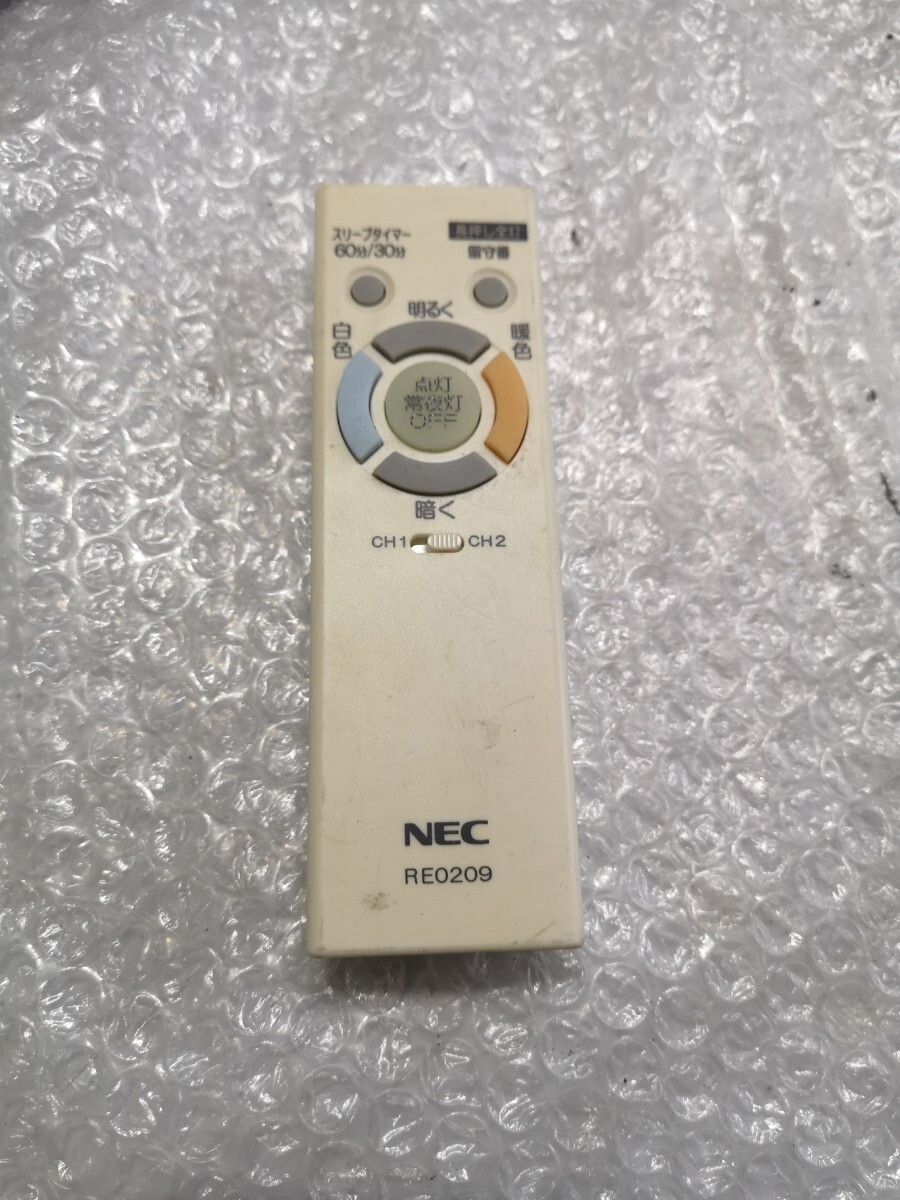 スリープタイマー
60分/30分
長押し全灯
留守番
明るく
白色
暖色
点灯
常夜灯
OFF
暗く
CH1 CH2
NEC
RE0209